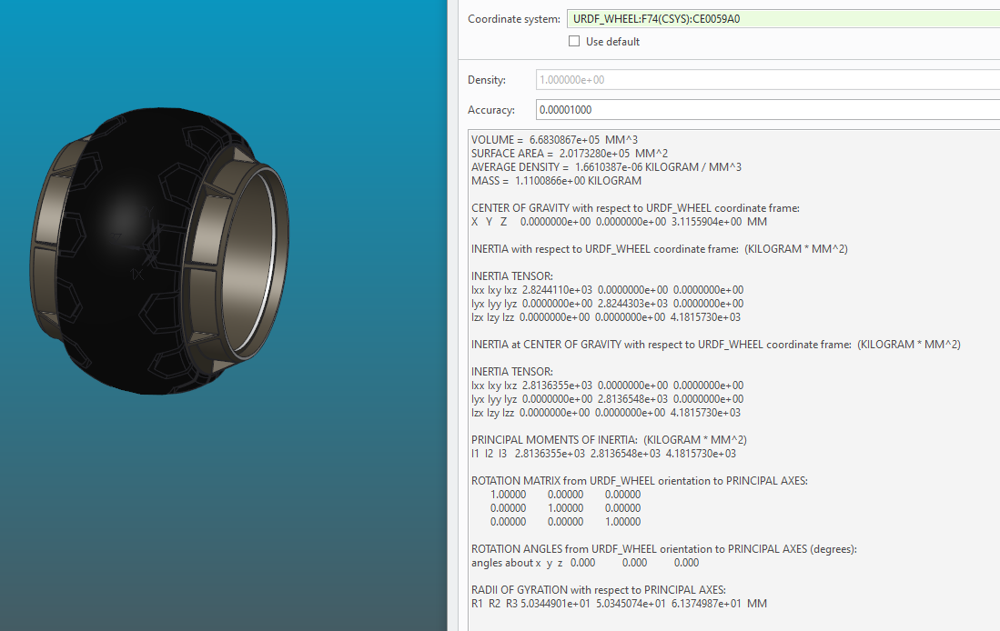 Coordinate system: URDF_WHEEL:F74(CSYS):CE0059A0
Use default
Density: 1.000000e+00
Accuracy: 0.00001000
VOLUME = 6.6830867e+05 MM^3
SURFACE AREA = 2.0173280e+05 MM^2
AVERAGE DENSITY = 1.6610387e-06 KILOGRAM / MM^3
MASS = 1.1100866e+00 KILOGRAM
CENTER OF GRAVITY with respect to URDF_WHEEL coordinate frame:
X Y Z 0.0000000e+00 0.0000000e+00 3.1155904e+00 MM
INERTIA with respect to URDF_WHEEL coordinate frame: (KILOGRAM * MM^2)
INERTIA TENSOR:
Ixx Ixy Ixz 2.8244110e+03 0.0000000e+00 0.0000000e+00
Iyx Iyy Iyz 0.0000000e+00 2.8244303e+03 0.0000000e+00
Izx Izy Izz 0.0000000e+00 0.0000000e+00 4.1815730e+03
INERTIA at CENTER OF GRAVITY with respect to URDF_WHEEL coordinate frame: (KILOGRAM * MM^2)
INERTIA TENSOR:
Ixx Ixy Ixz 2.8136355e+03 0.0000000e+00 0.0000000e+00
Iyx Iyy Iyz 0.0000000e+00 2.8136548e+03 0.0000000e+00
Izx Izy Izz 0.0000000e+00 0.0000000e+00 4.1815730e+03
PRINCIPAL MOMENTS OF INERTIA: (KILOGRAM * MM^2)
I1 I2 I3 2.8136355e+03 2.8136548e+03 4.1815730e+03
ROTATION MATRIX from URDF_WHEEL orientation to PRINCIPAL AXES:
1.00000 0.00000 0.00000
0.00000 1.00000 0.00000
0.00000 0.00000 1.00000
ROTATION ANGLES from URDF_WHEEL orientation to PRINCIPAL AXES (degrees):
angles about x y z 0.000 0.000 0.000
RADII OF GYRATION with respect to PRINCIPAL AXES:
R1 R2 R3 5.0344901e+01 5.0345074e+01 6.1374987e+01 MM